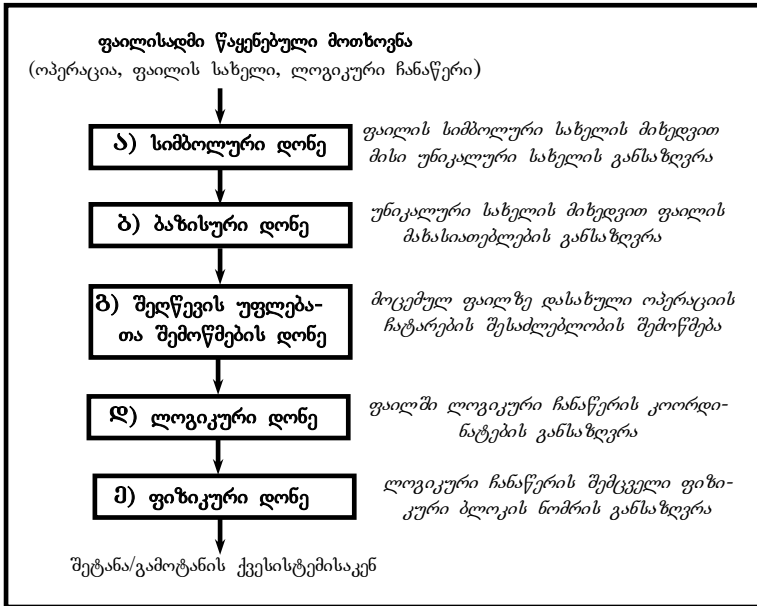 ფაილისადმი წაყენებული მოთხოვნა
(ოპერაცია, ფაილის სახელი, ლოგიკური ჩანაწერი)
ა) სიმბოლური დონე
ფაილის სიმბოლური სახელის მიხედვით
მისი უნიკალური სახელის განსაზღვრა
ბ) ბაზისური დონე
უნიკალური სახელის მიხედვით ფაილის
მახასიათებლების განსაზღვრა
გ) შეღწევის უფლება-
თა შემოწმების დონე
მოცემულ ფაილზე დასახული ოპერაციის
ჩატარების შესაძლებლობის შემოწმება
დ) ლოგიკური დონე
ფაილში ლოგიკური ჩანაწერის კოორდი-
ნატების განსაზღვრა
ე) ფიზიკური დონე
ლოგიკური ჩანაწერის შემცველი ფიზი-
კური ბლოკის ნომრის განსაზღვრა
შეტანა/გამოტანის ქვესისტემისაკენ